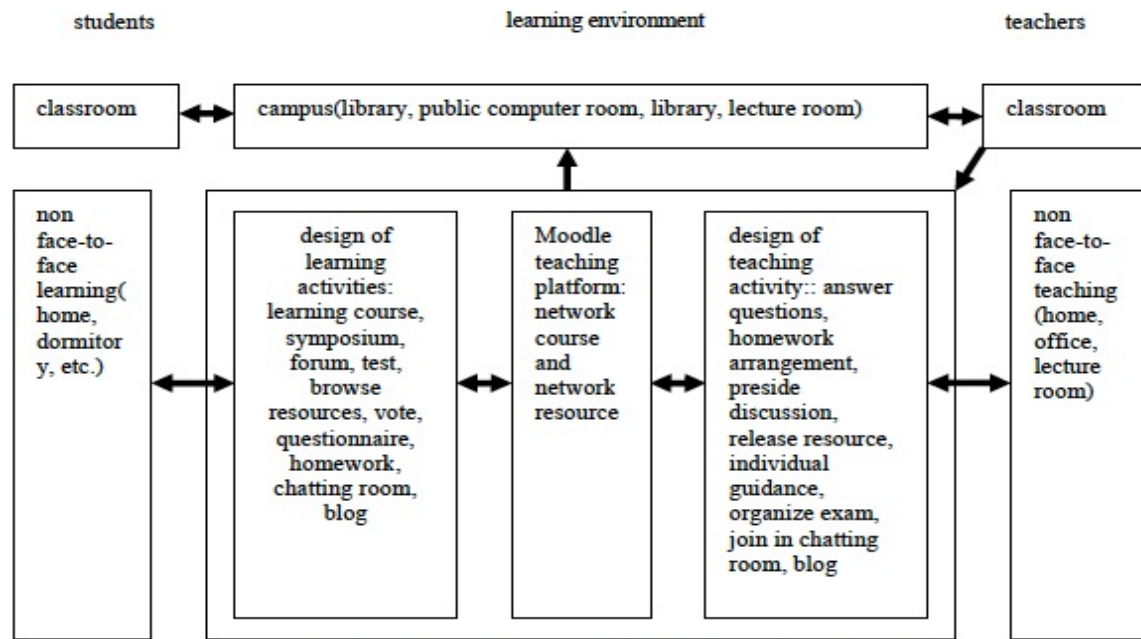 students
learning environment
teachers
classroom
campus(library, public computer room, library, lecture room)
classroom
non
face-to-
face
learning(
home,
dormitor
y, etc.)
design of
learning
activities:
learning course,
symposium,
forum, test,
browse
resources, vote,
questionnaire,
homework,
chatting room,
blog
Moodle
teaching
platform:
network
course
and
network
resource
design of
teaching
activity:: answer
questions,
homework
arrangement,
preside
discussion,
release resource,
individual
guidance,
organize exam,
join in chatting
room, blog
non
face-to-
face
teaching
(home,
office,
lecture
room)